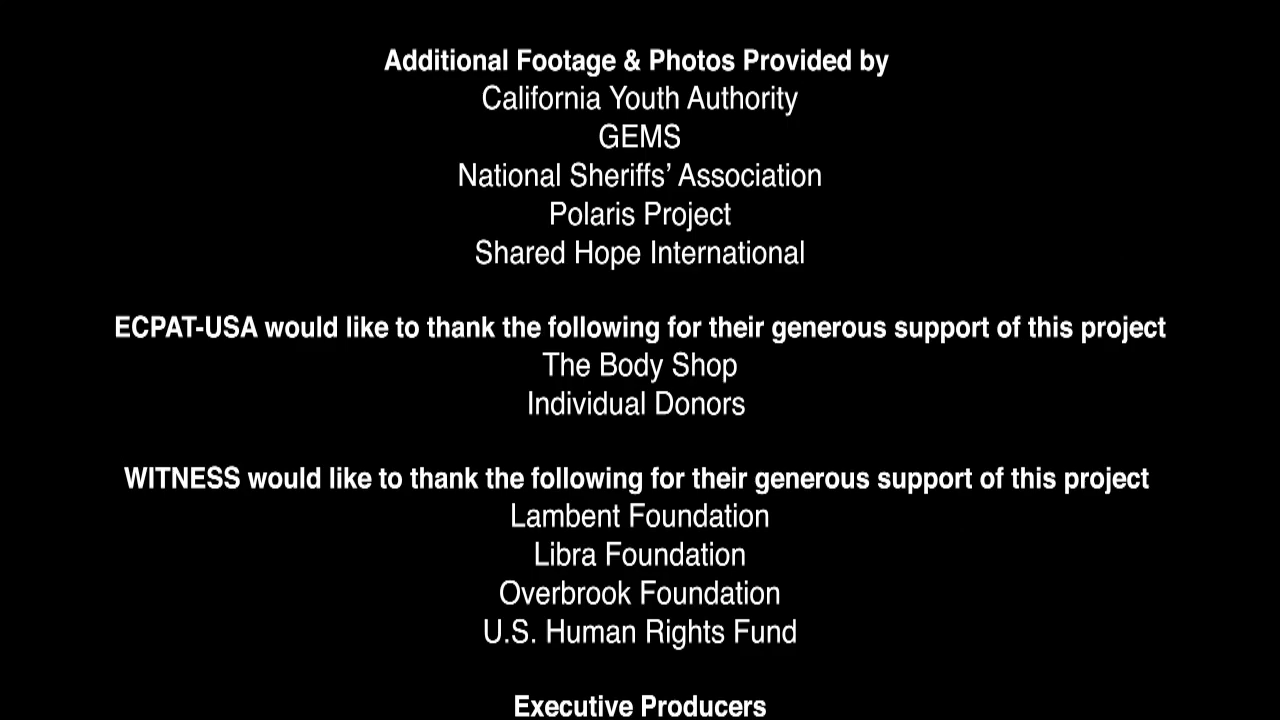 Additional Footage & Photos Provided by
California Youth Authority
GEMS
National Sheriffs’ Association
Polaris Project
Shared Hope International
ECPAT-USA would like to thank the following for their generous support of this project
The Body Shop
Individual Donors
WITNESS would like to thank the following for their generous support of this project
Lambent Foundation
Libra Foundation
Overbrook Foundation
U.S. Human Rights Fund
Executive Producers